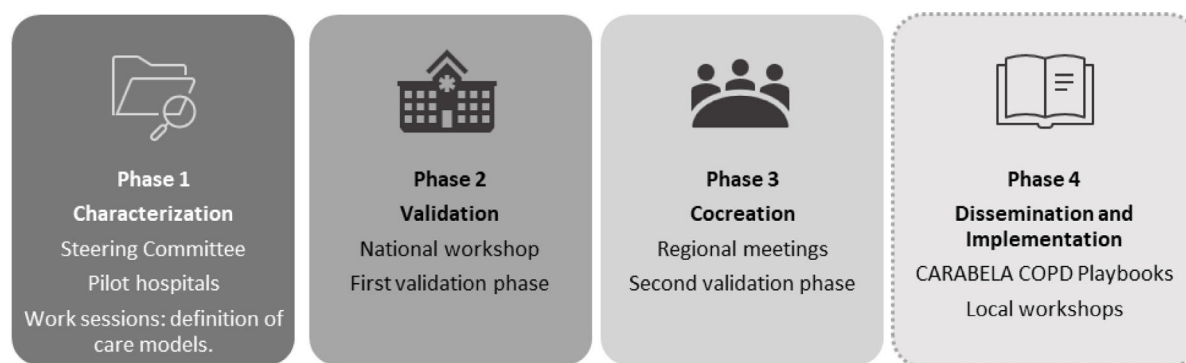 Phase 1
Characterization
Steering Committee
Pilot hospitals
Work sessions: definition of
care models.
Phase 2
Validation
National workshop
First validation phase
Phase 3
Cocreation
Regional meetings
Second validation phase
Phase 4
Dissemination and
Implementation
CARABELA COPD Playbooks
Local workshops